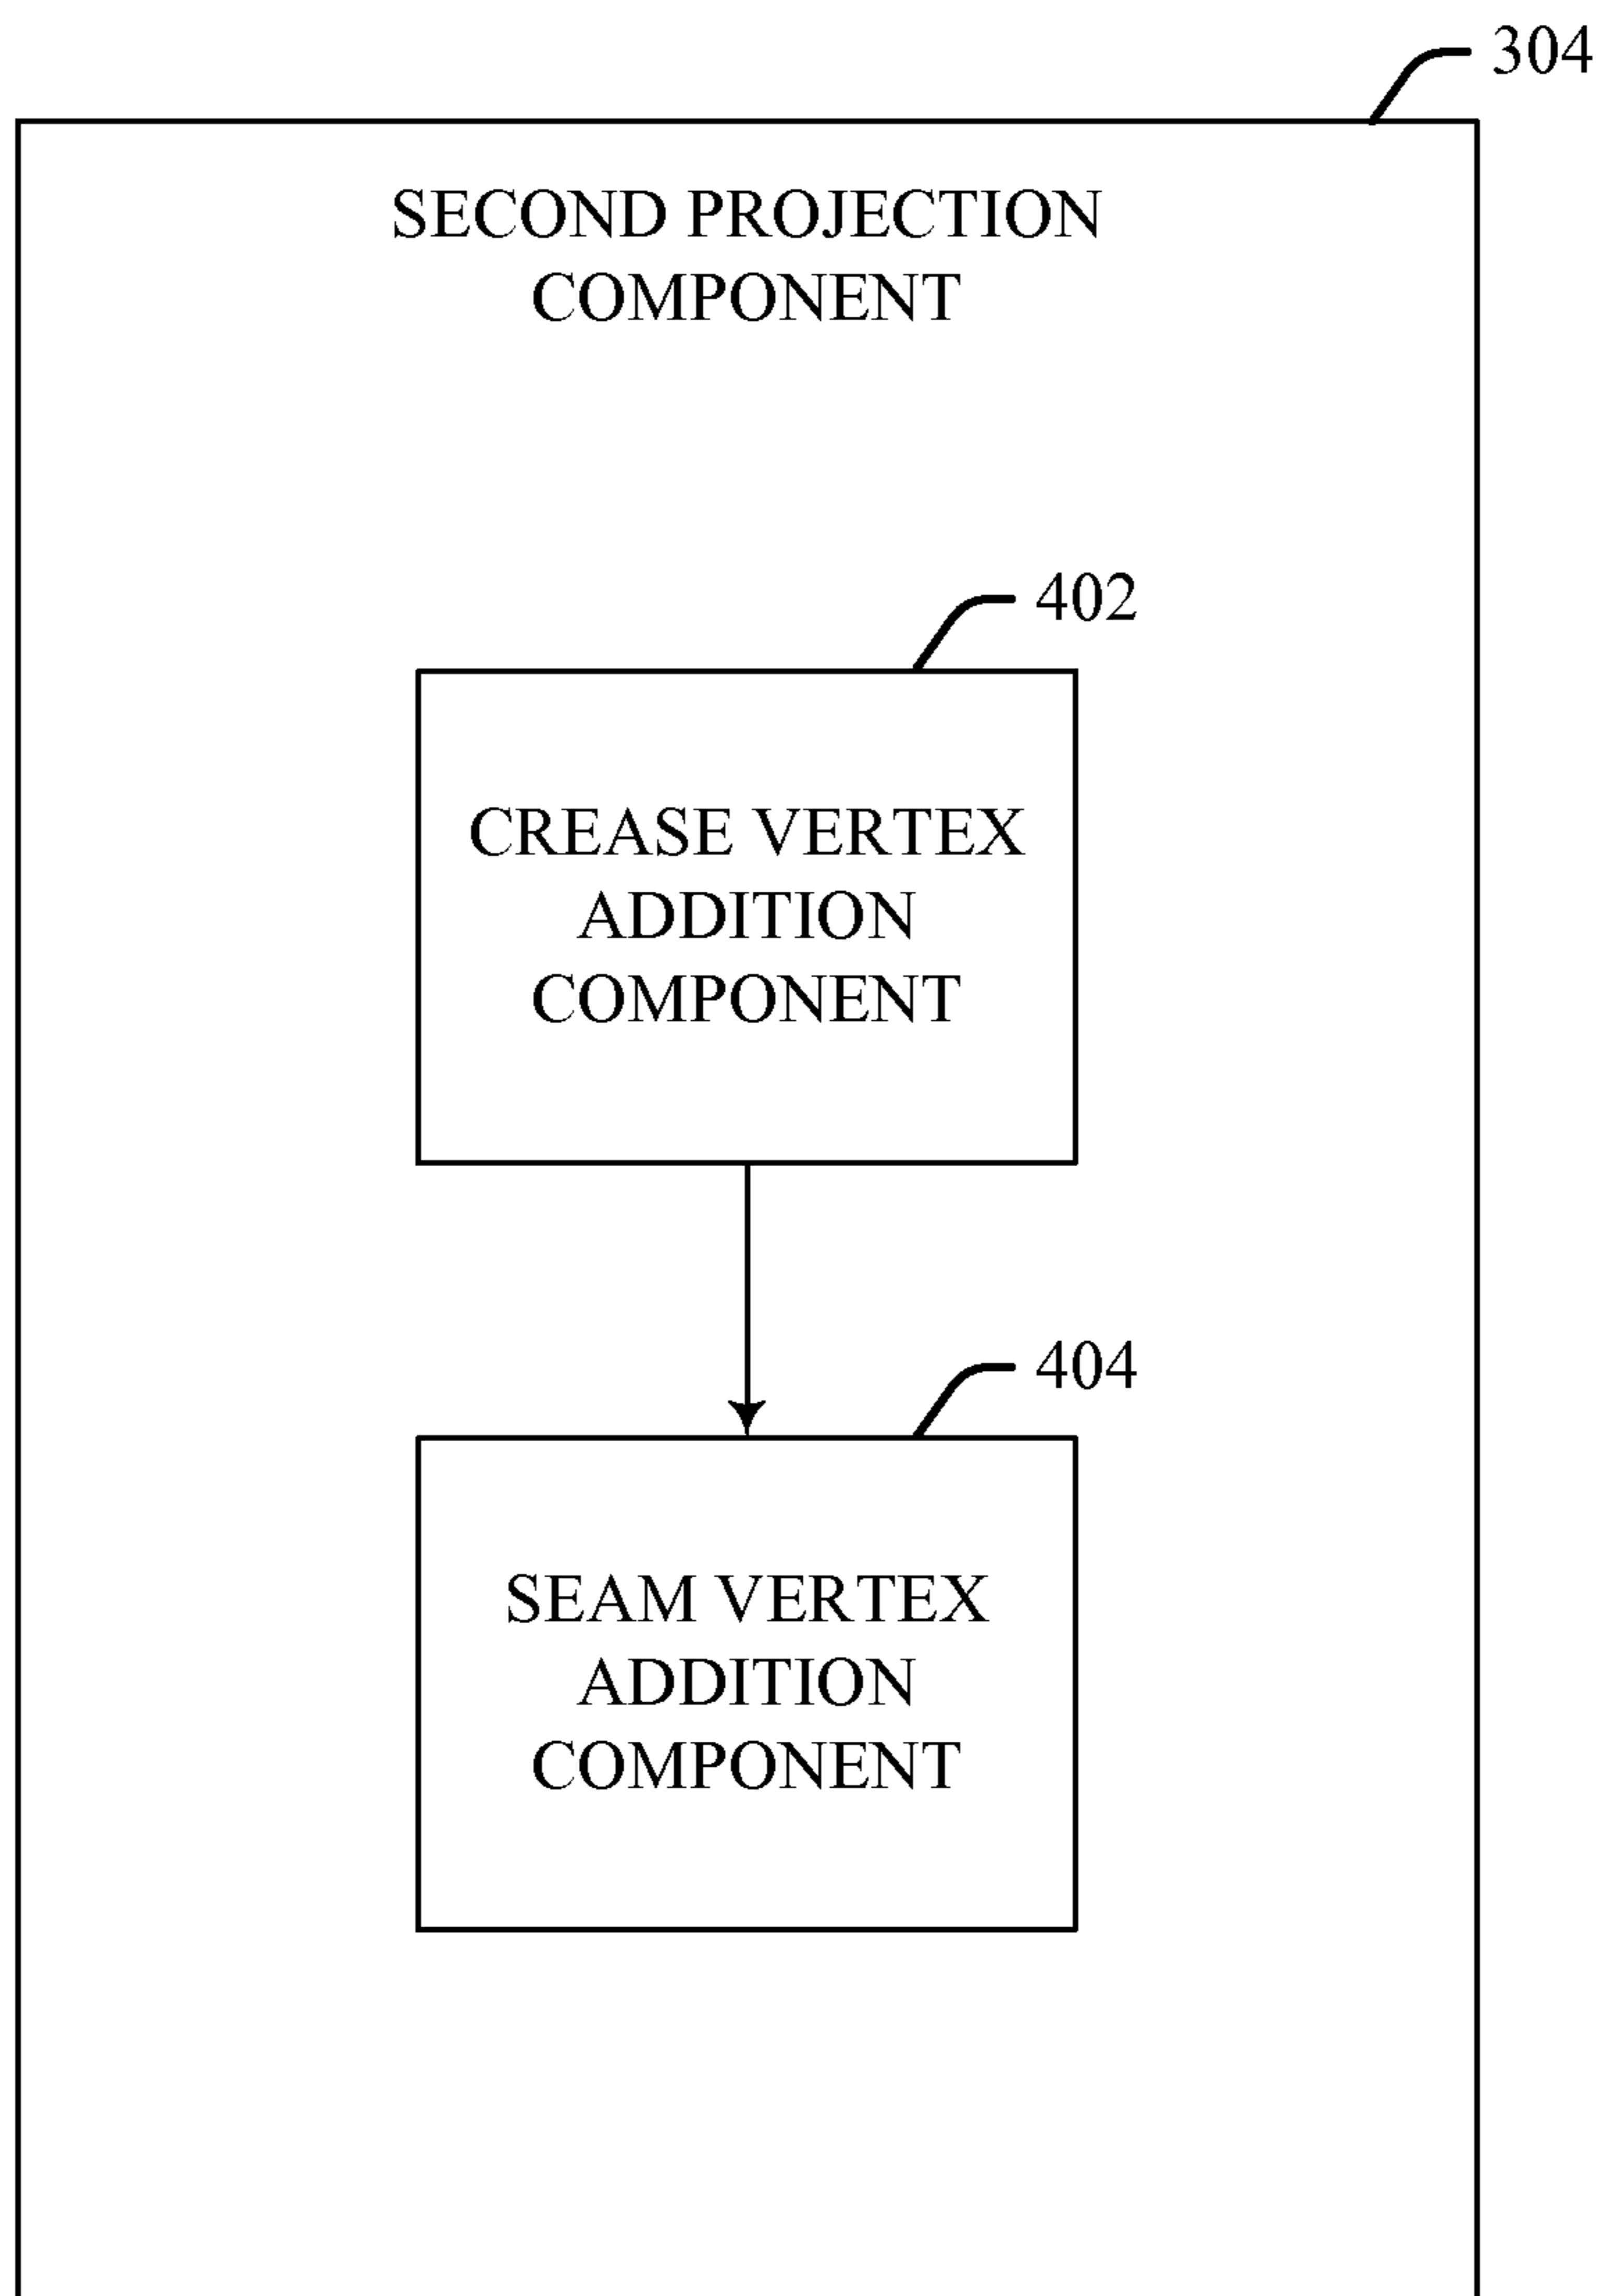 304
SECOND PROJECTION
COMPONENT
402
CREASE VERTEX
ADDITION
COMPONENT
404
SEAM VERTEX
ADDITION
COMPONENT